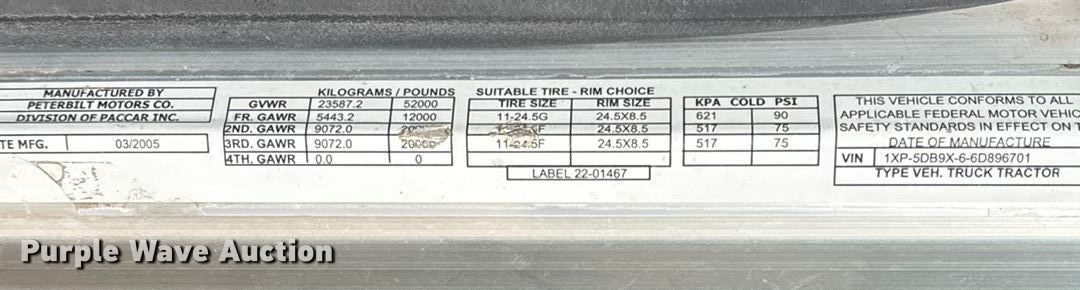 MANUFACTURED BY
PETERBILT MOTORS CO.
DIVISION OF PACCAR INC.
TE MFG. 03/2005
KILOGRAMS / POUNDS
GVWR 23587.2 52000
FR. GAWR 5443.2 12000
2ND. GAWR 9072.0 20000
3RD. GAWR 9072.0 20000
4TH. GAWR 0.0 0
SUITABLE TIRE - RIM CHOICE
TIRE SIZE RIM SIZE
11-24.5G 24.5X8.5
24.5X8.5
11-24.5F 24.5X8.5
LABEL 22-01467
KPA COLD PSI
621 90
517 75
517 75
THIS VEHICLE CONFORMS TO ALL
APPLICABLE FEDERAL MOTOR VEHIC
SAFETY STANDARDS IN EFFECT ON T
DATE OF MANUFACTURE
VIN 1XP-5DB9X-6-6D896701
TYPE VEH. TRUCK TRACTOR
Purple Wave Auction